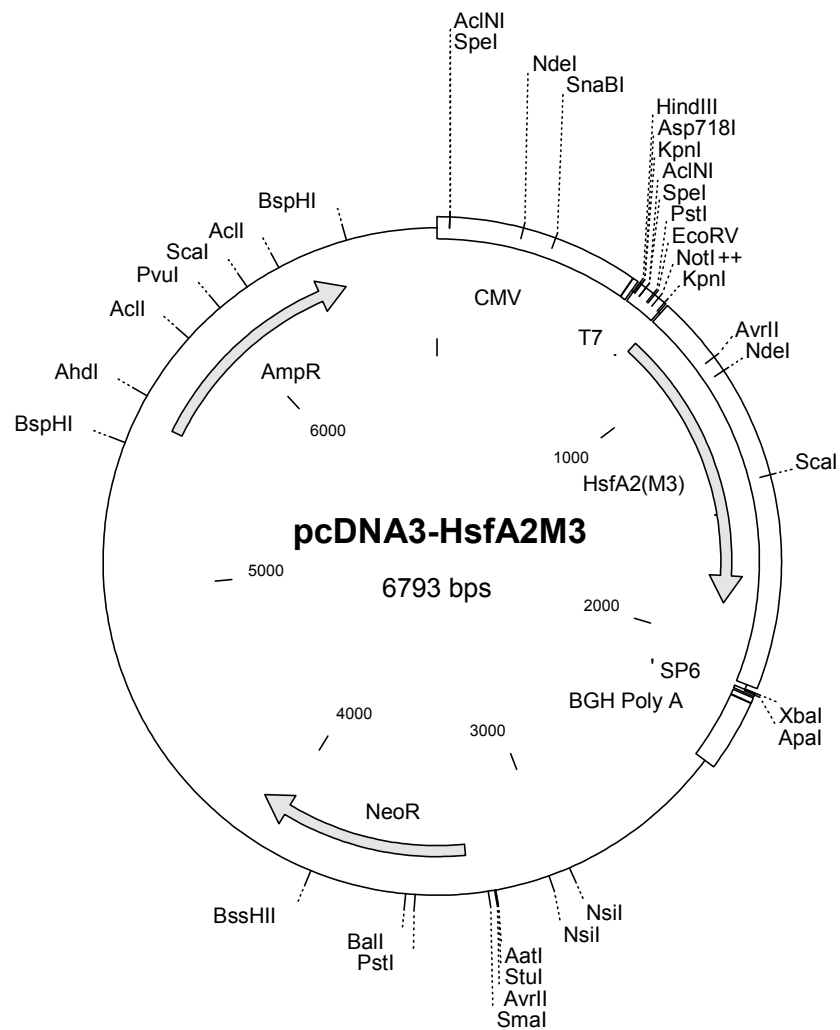 AclNI
SpeI
NdeI
SnaBI
HindIII
Asp718I
KpnI
AclNI
SpeI
PstI
EcoRV
NotI ++
KpnI
AvrII
NdeI
ScaI
XbaI
ApaI
NsiI
NsiI
AatI
StuI
AvrII
SmaI
PstI
BalI
BssHII
BspHI
AhdI
AclI
PvuI
ScaI
AclI
BspHI
CMV
T7
AmpR
6000
1000
HsfA2(M3)
pcDNA3-HsfA2M3
6793 bps
5000
2000
SP6
BGH Poly A
4000
3000
NeoR